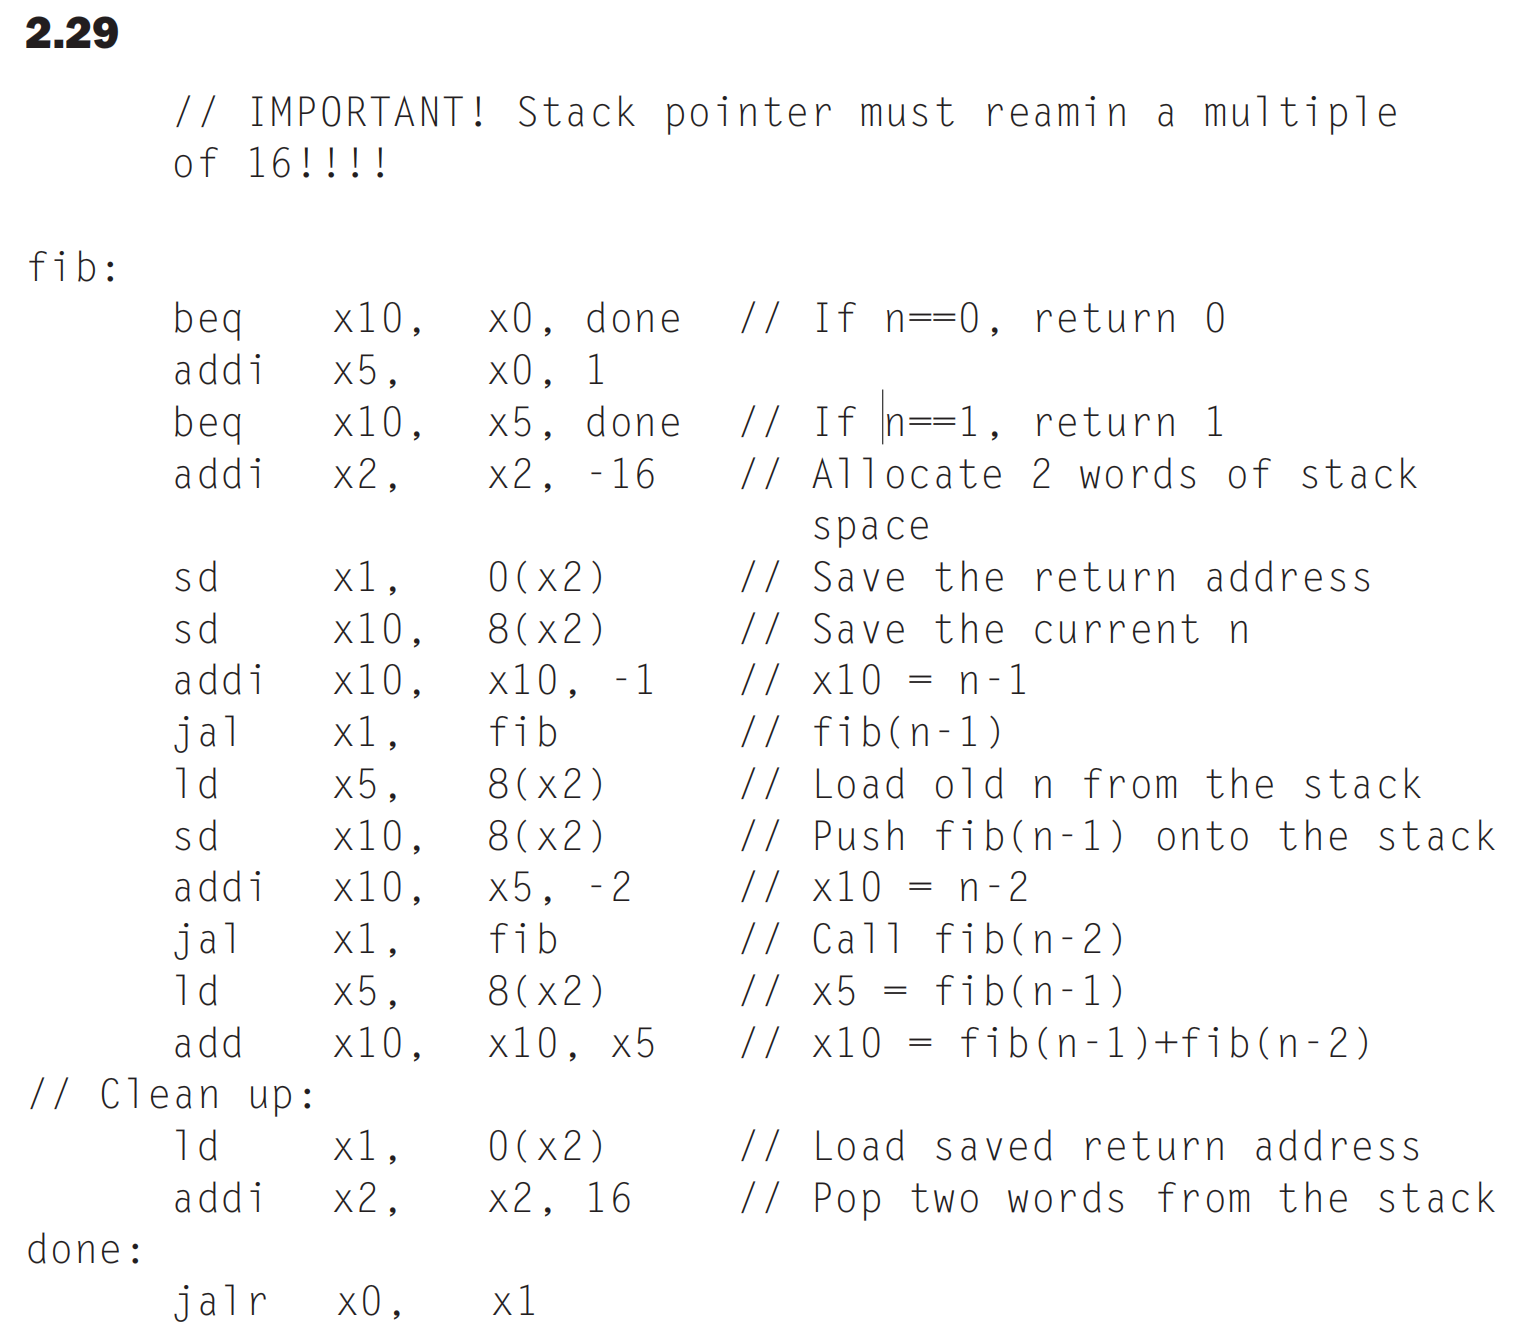 2.29
// IMPORTANT! Stack pointer must reamin a multiple
of 16!!!!
fib:
beq x10, x0, done // If n==0, return 0
addi x5, x0, 1
beq x10, x5, done // If n==1, return 1
addi x2, x2, -16 // Allocate 2 words of stack
space
sd x1, 0(x2) // Save the return address
sd x10, 8(x2) // Save the current n
addi x10, x10, -1 // x10 = n-1
jal x1, fib // fib(n-1)
ld x5, 8(x2) // Load old n from the stack
sd x10, 8(x2) // Push fib(n-1) onto the stack
addi x10, x5, -2 // x10 = n-2
jal x1, fib // Call fib(n-2)
ld x5, 8(x2) // x5 = fib(n-1)
add x10, x10, x5 // x10 = fib(n-1)+fib(n-2)
// Clean up:
ld x1, 0(x2) // Load saved return address
addi x2, x2, 16 // Pop two words from the stack
done:
jalr x0, x1